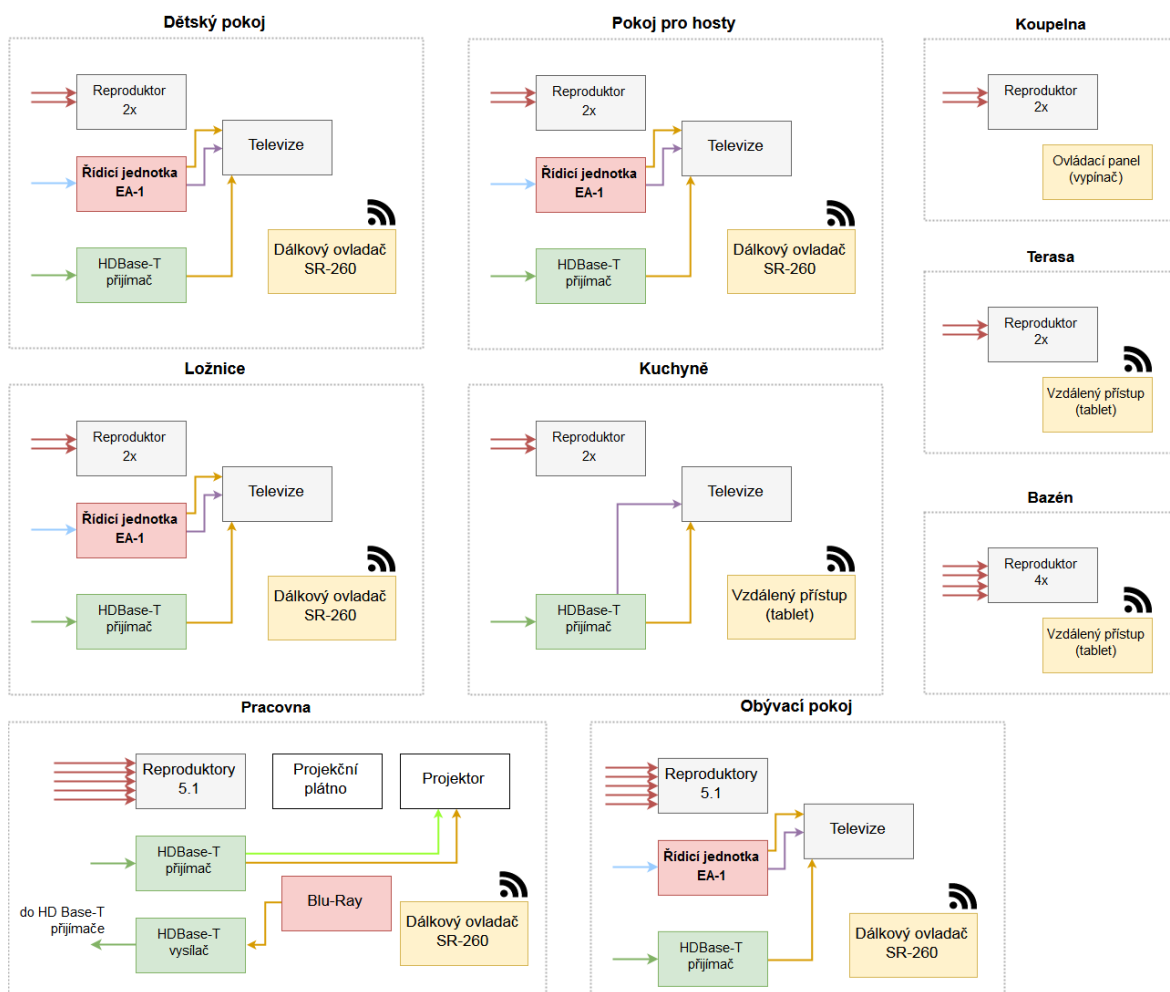 Dětský pokoj
Reproduktor
2x
Televize
Řídicí jednotka
EA-1
HDBase-T
přijímač
Dálkový ovladač
SR-260
Pokoj pro hosty
Reproduktor
2x
Televize
Řídicí jednotka
EA-1
HDBase-T
přijímač
Dálkový ovladač
SR-260
Koupelna
Reproduktor
2x
Ovládací panel
(vypínač)
Terasa
Reproduktor
2x
Vzdálený přístup
(tablet)
Ložnice
Reproduktor
2x
Televize
Řídicí jednotka
EA-1
HDBase-T
přijímač
Dálkový ovladač
SR-260
Kuchyně
Reproduktor
2x
Televize
HDBase-T
přijímač
Vzdálený přístup
(tablet)
Bazén
Reproduktor
4x
Vzdálený přístup
(tablet)
Pracovna
Reproduktory
5.1
Projekční
plátno
Projektor
HDBase-T
přijímač
Blu-Ray
do HD Base-T
přijímače
HDBase-T
vysílač
Dálkový ovladač
SR-260
Obývací pokoj
Reproduktory
5.1
Televize
Řídicí jednotka
EA-1
HDBase-T
přijímač
Dálkový ovladač
SR-260